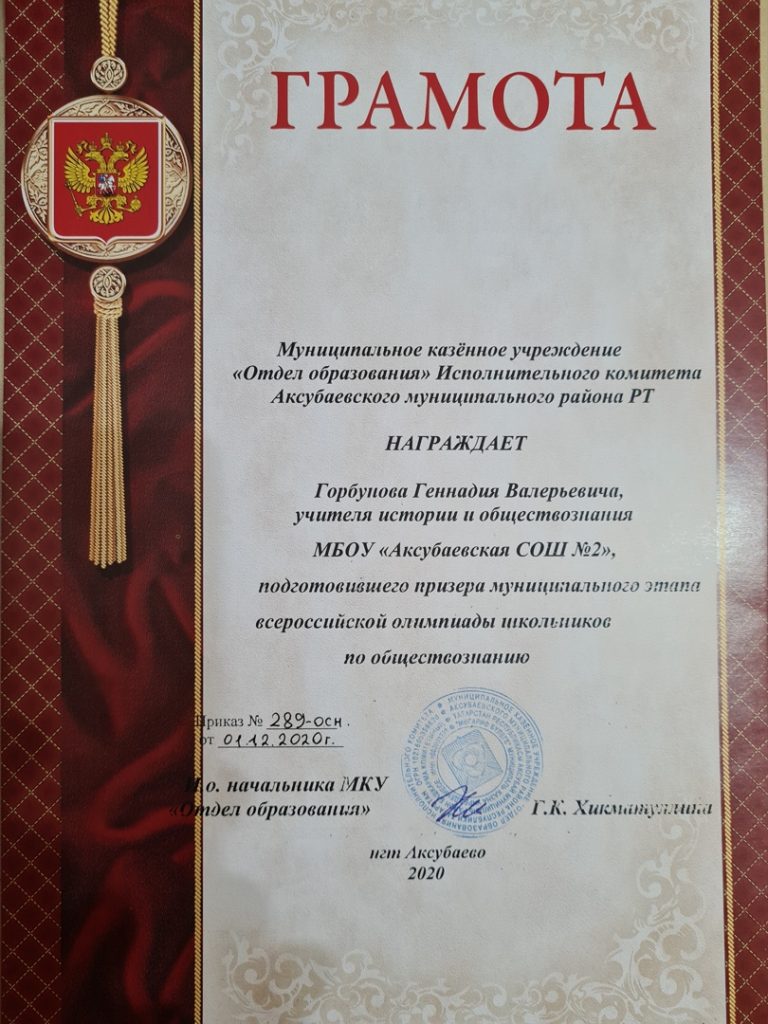 ГРАМОТА
Муниципальное казённое учреждение
«Отдел образования» Исполнительного комитета
Аксубаевского муниципального района РТ
НАГРАЖДАЕТ
Горбунова Геннадия Валерьевича,
учителя истории и обществознания
МБОУ «Аксубаевская СОШ №2»,
подготовившего призера муниципального этапа
всероссийской олимпиады школьников
по обществознанию
Приказ № 289-осн.
от 01.12.2020г.
И.о. начальника МКУ
«Отдел образования» Г.К. Хикматуллина
пгт Аксубаево
2020